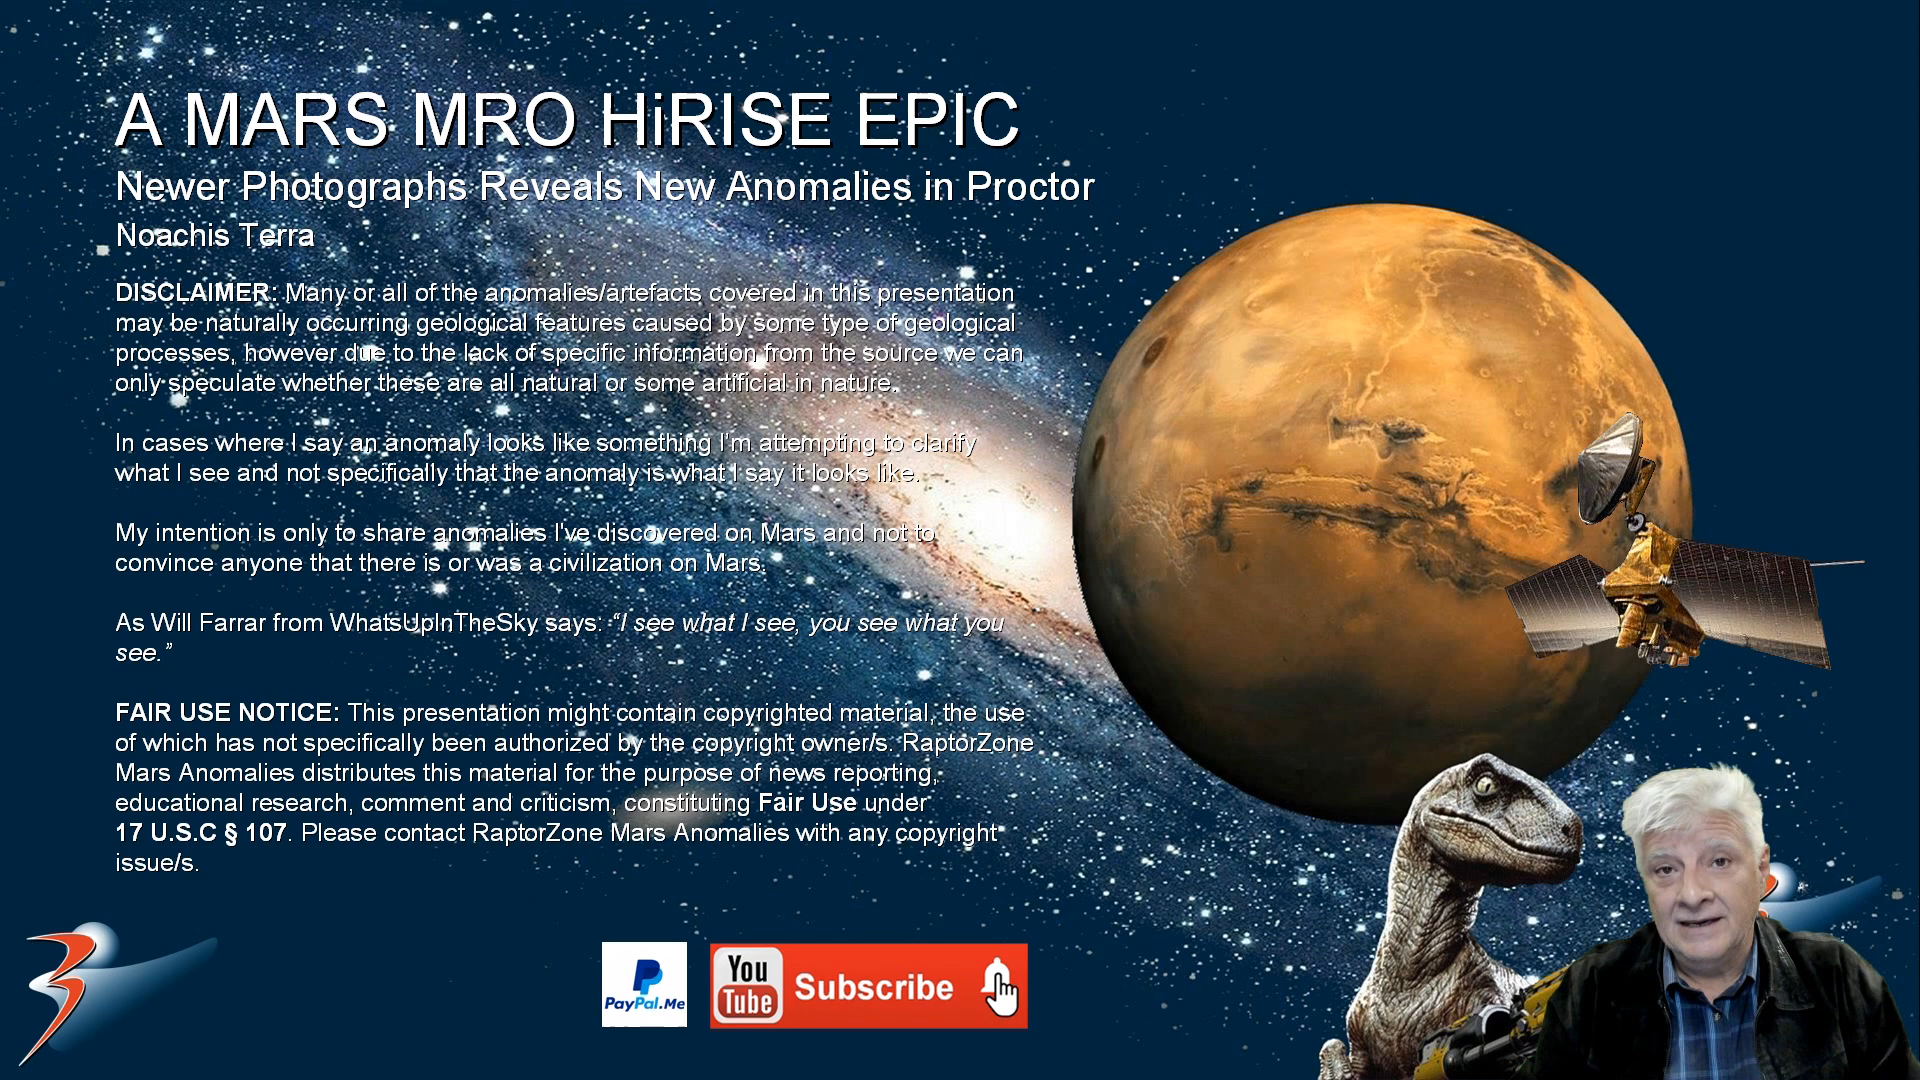 A MARS MRO HiRISE EPIC
Newer Photographs Reveals New Anomalies in Proctor
Noachis Terra
DISCLAIMER: Many or all of the anomalies/artefacts covered in this presentation
may be naturally occurring geological features caused by some type of geological
processes, however due to the lack of specific information from the source we can
only speculate whether these are all natural or some artificial in nature.
In cases where I say an anomaly looks like something I'm attempting to clarify
what I see and not specifically that the anomaly is what I say it looks like.
My intention is only to share anomalies I've discovered on Mars and not to
convince anyone that there is or was a civilization on Mars.
As Will Farrar from WhatsUpInTheSky says: “I see what I see, you see what you
see.”
FAIR USE NOTICE: This presentation might contain copyrighted material, the use
of which has not specifically been authorized by the copyright owner/s. RaptorZone
Mars Anomalies distributes this material for the purpose of news reporting,
educational research, comment and criticism, constituting Fair Use under
17 U.S.C § 107. Please contact RaptorZone Mars Anomalies with any copyright
issue/s.
PayPal.Me
You Tube Subscribe